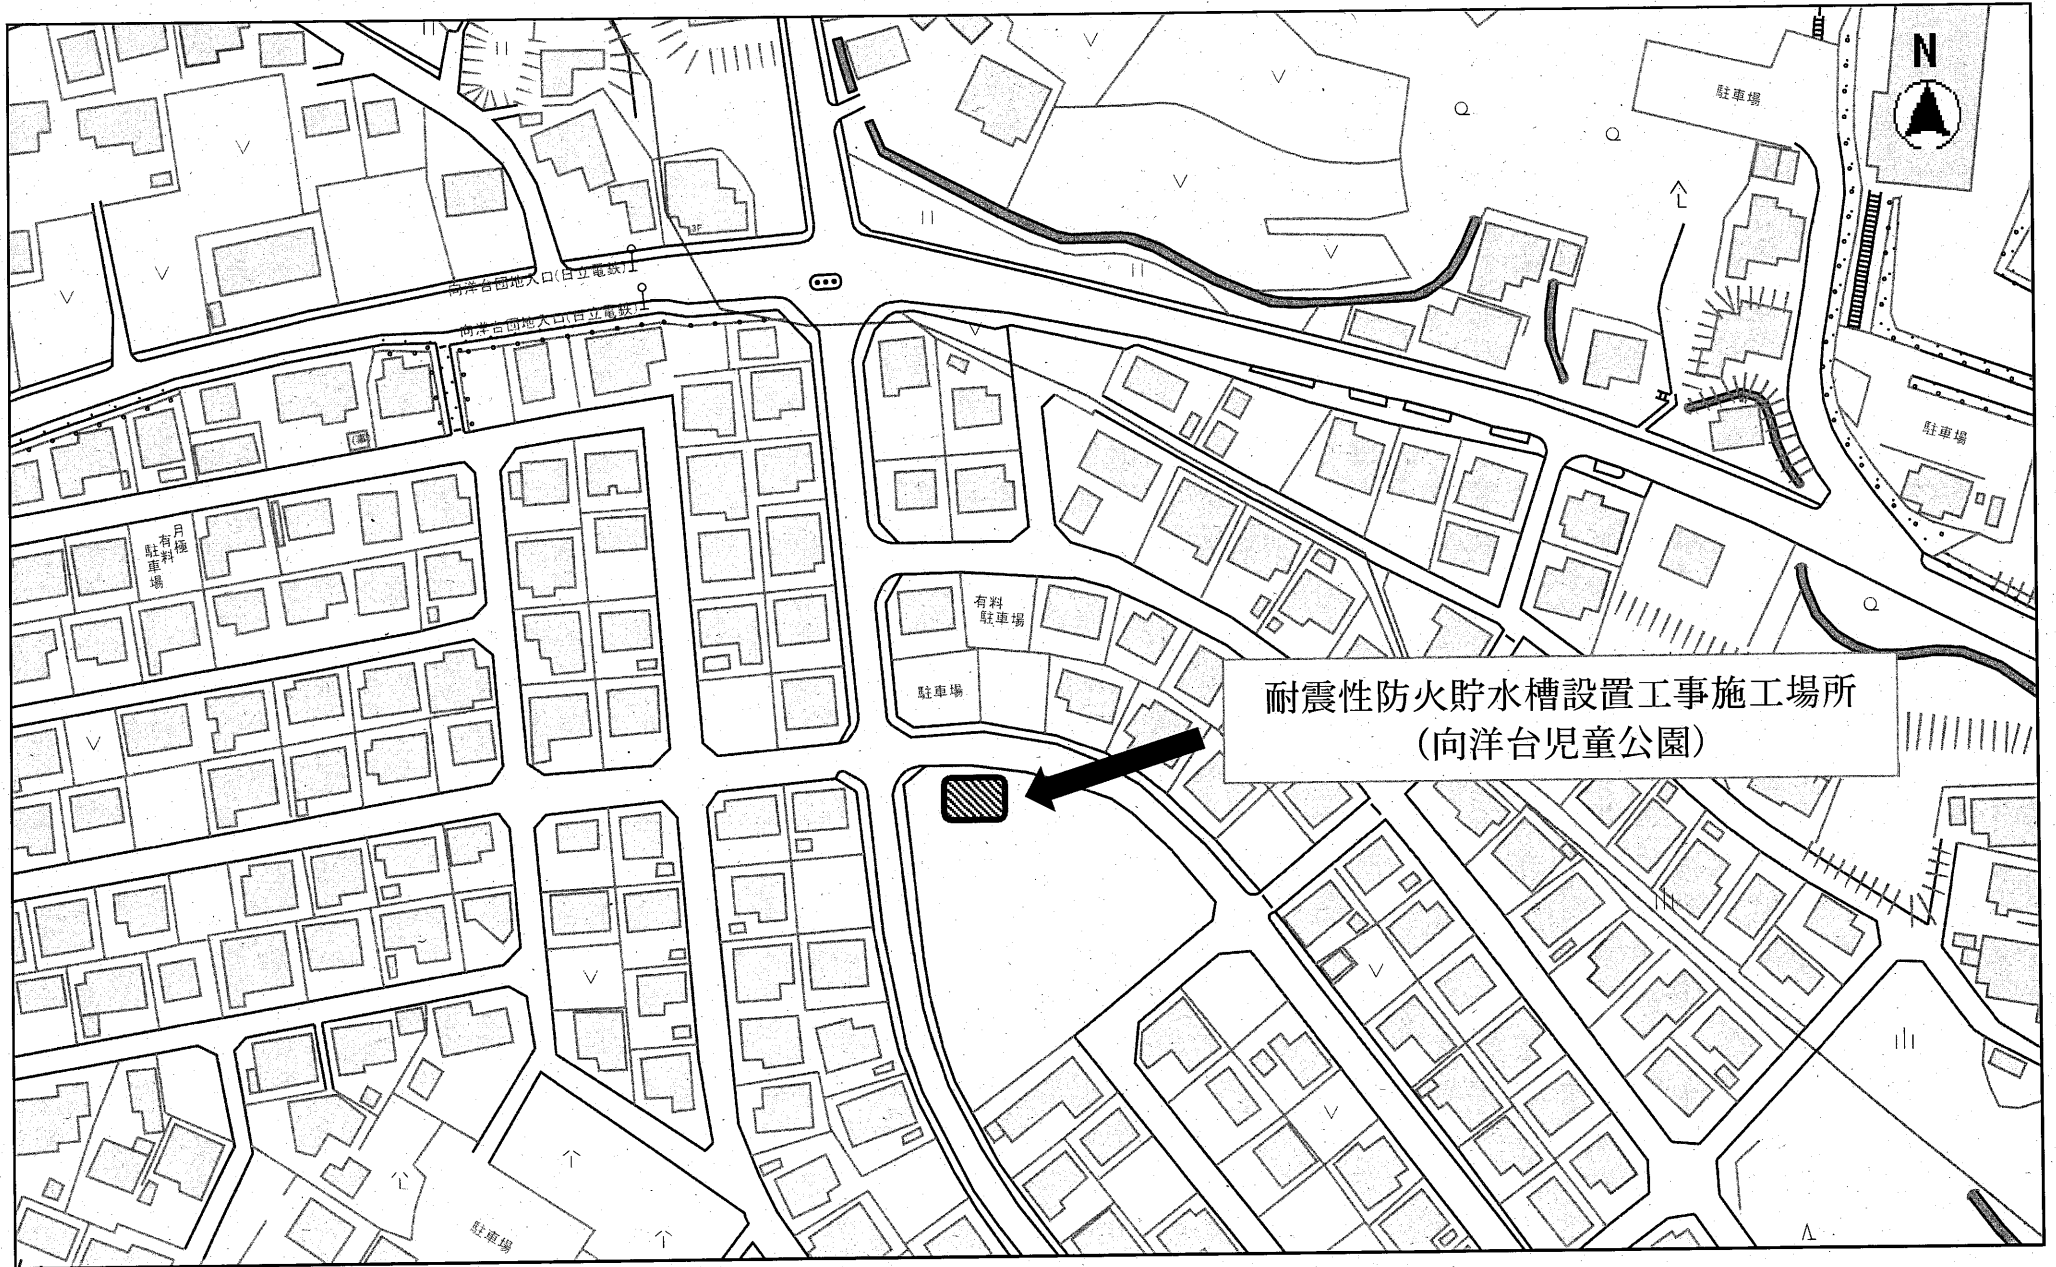 N
駐車場
3F
向洋台団地入口(日立電鉄)
向洋台団地入口(日立電鉄)
駐車場
月極
有料
駐車場
有料
駐車場
駐車場
耐震性防火貯水槽設置工事施工場所
（向洋台児童公園）
駐車場